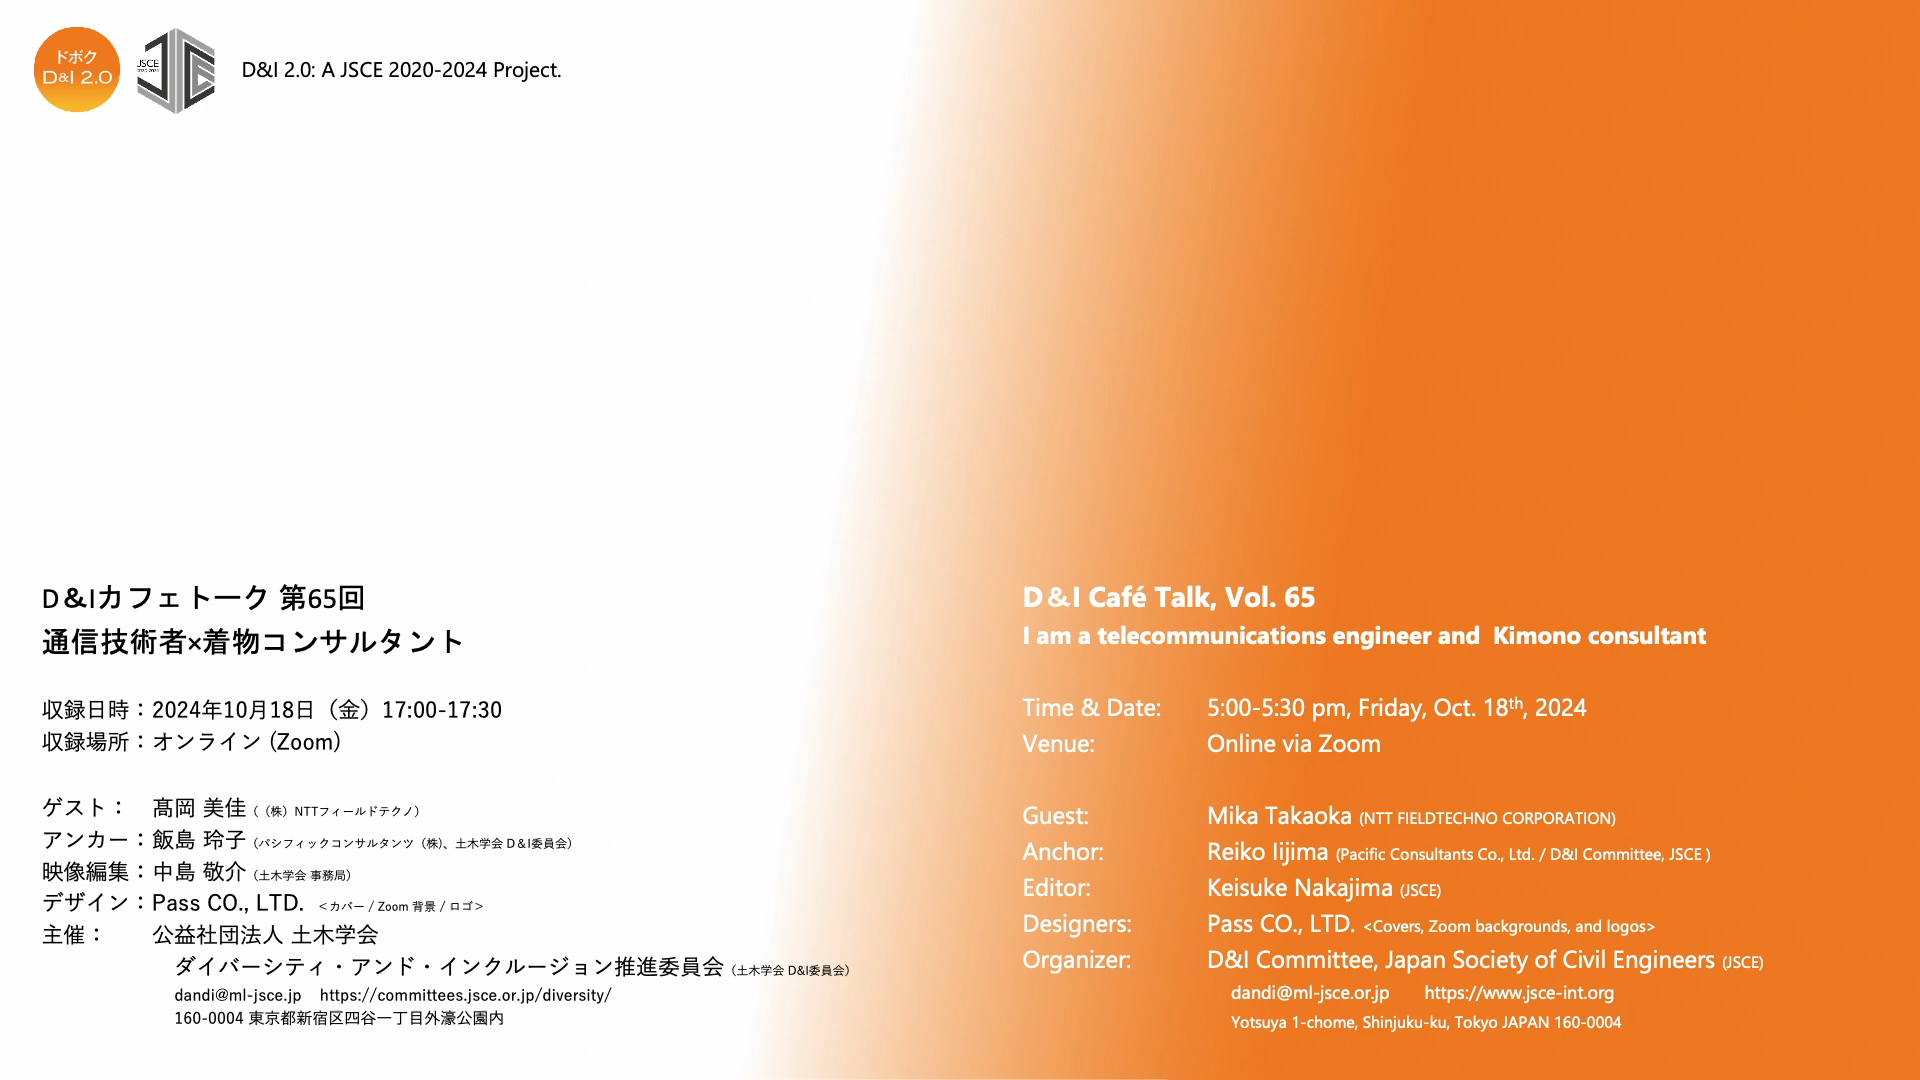 ドボク
D&I 2.0
JSCE
D&I 2.0: A JSCE 2020-2024 Project.
D&Iカフェトーク 第65回
通信技術者×着物コンサルタント
収録日時：2024年10月18日（金）17:00-17:30
収録場所：オンライン (Zoom)
ゲスト： 髙岡 美佳（（株）NTTフィールドテクノ）
アンカー：飯島 玲子（パシフィックコンサルタンツ（株）、土木学会 D&I委員会）
映像編集：中島 敬介（土木学会 事務局）
デザイン：Pass CO., LTD. ＜カバー / Zoom 背景 / ロゴ＞
主催： 公益社団法人 土木学会
ダイバーシティ・アンド・インクルージョン推進委員会（土木学会 D&I委員会）
dandi@ml-jsce.jp https://committees.jsce.or.jp/diversity/
160-0004 東京都新宿区四谷一丁目外濠公園内
D&I Café Talk, Vol. 65
I am a telecommunications engineer and Kimono consultant
Time & Date: 5:00-5:30 pm, Friday, Oct. 18th, 2024
Venue: Online via Zoom
Guest: Mika Takaoka (NTT FIELDTECHNO CORPORATION)
Anchor: Reiko Iijima (Pacific Consultants Co., Ltd. / D&I Committee, JSCE )
Editor: Keisuke Nakajima (JSCE)
Designers: Pass CO., LTD. <Covers, Zoom backgrounds, and logos>
Organizer: D&I Committee, Japan Society of Civil Engineers (JSCE)
dandi@ml-jsce.or.jp https://www.jsce-int.org
Yotsuya 1-chome, Shinjuku-ku, Tokyo JAPAN 160-0004